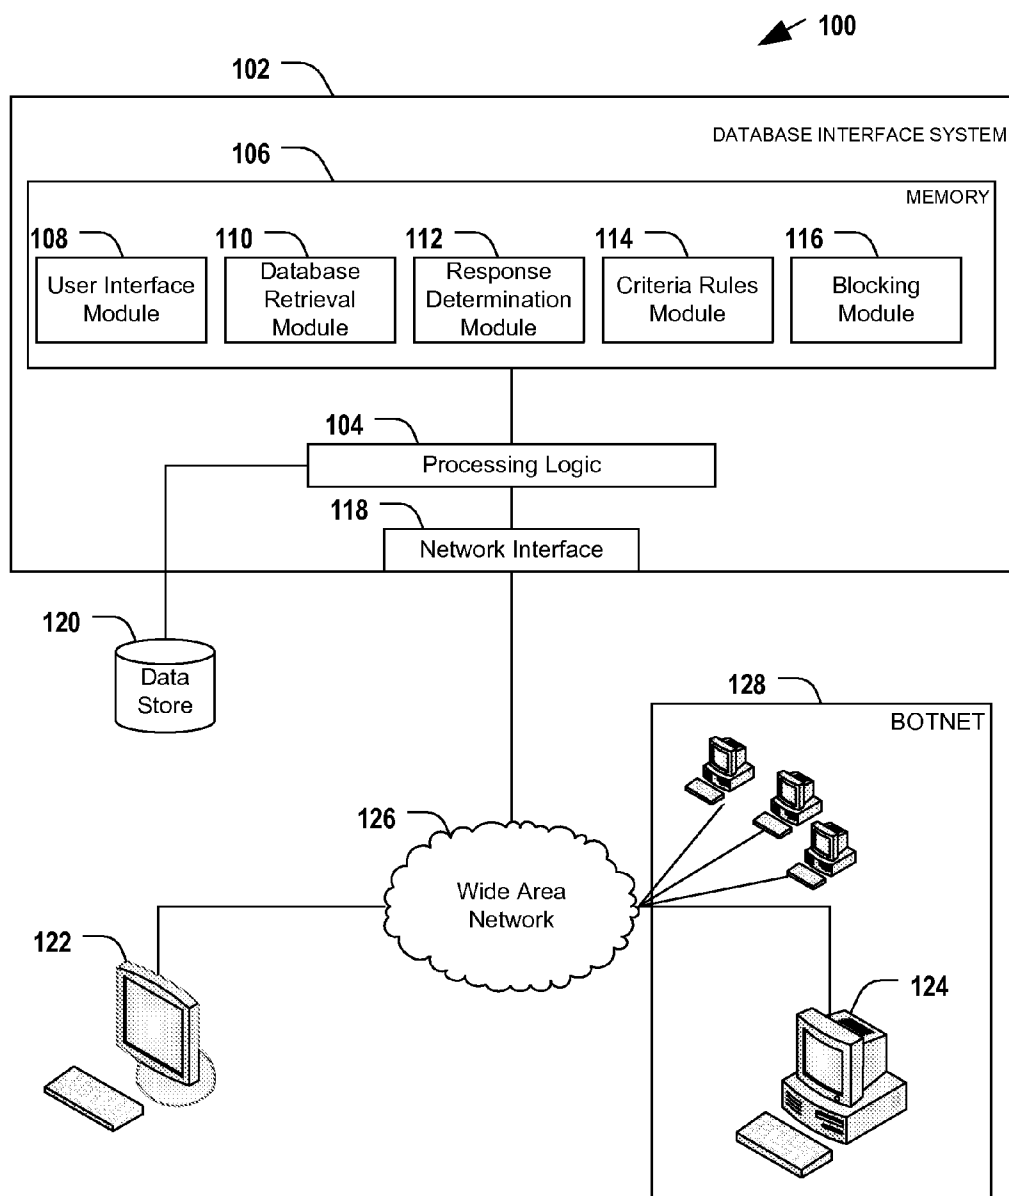 100
102
DATABASE INTERFACE SYSTEM
106
MEMORY
108
User Interface
Module
110
Database
Retrieval
Module
112
Response
Determination
Module
114
Criteria Rules
Module
116
Blocking
Module
104
Processing Logic
118
Network Interface
120
Data
Store
128
BOTNET
126
Wide Area
Network
122
124